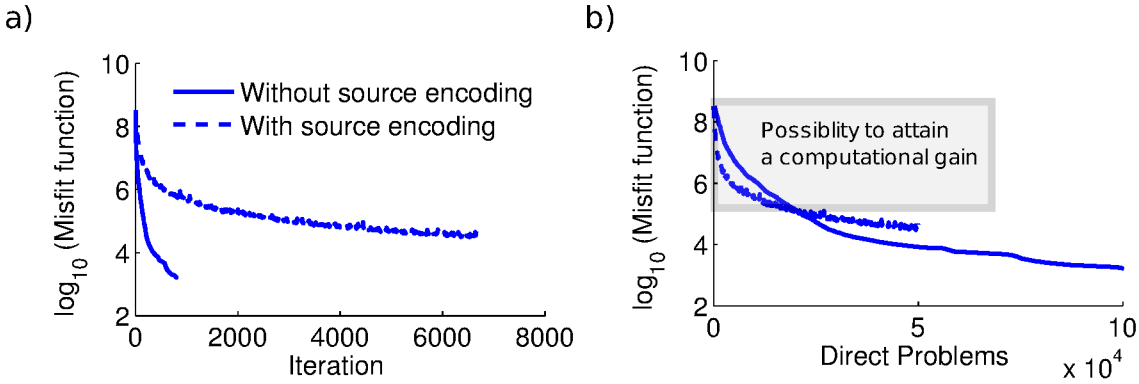 a)
log10 (Misfit function)
10
8
6
4
2
Without source encoding
With source encoding
0 2000 4000 6000 8000
Iteration
b)
log10 (Misfit function)
10
8
6
4
2
Possiblity to attain
a computational gain
0 5 10
Direct Problems
x 10^4